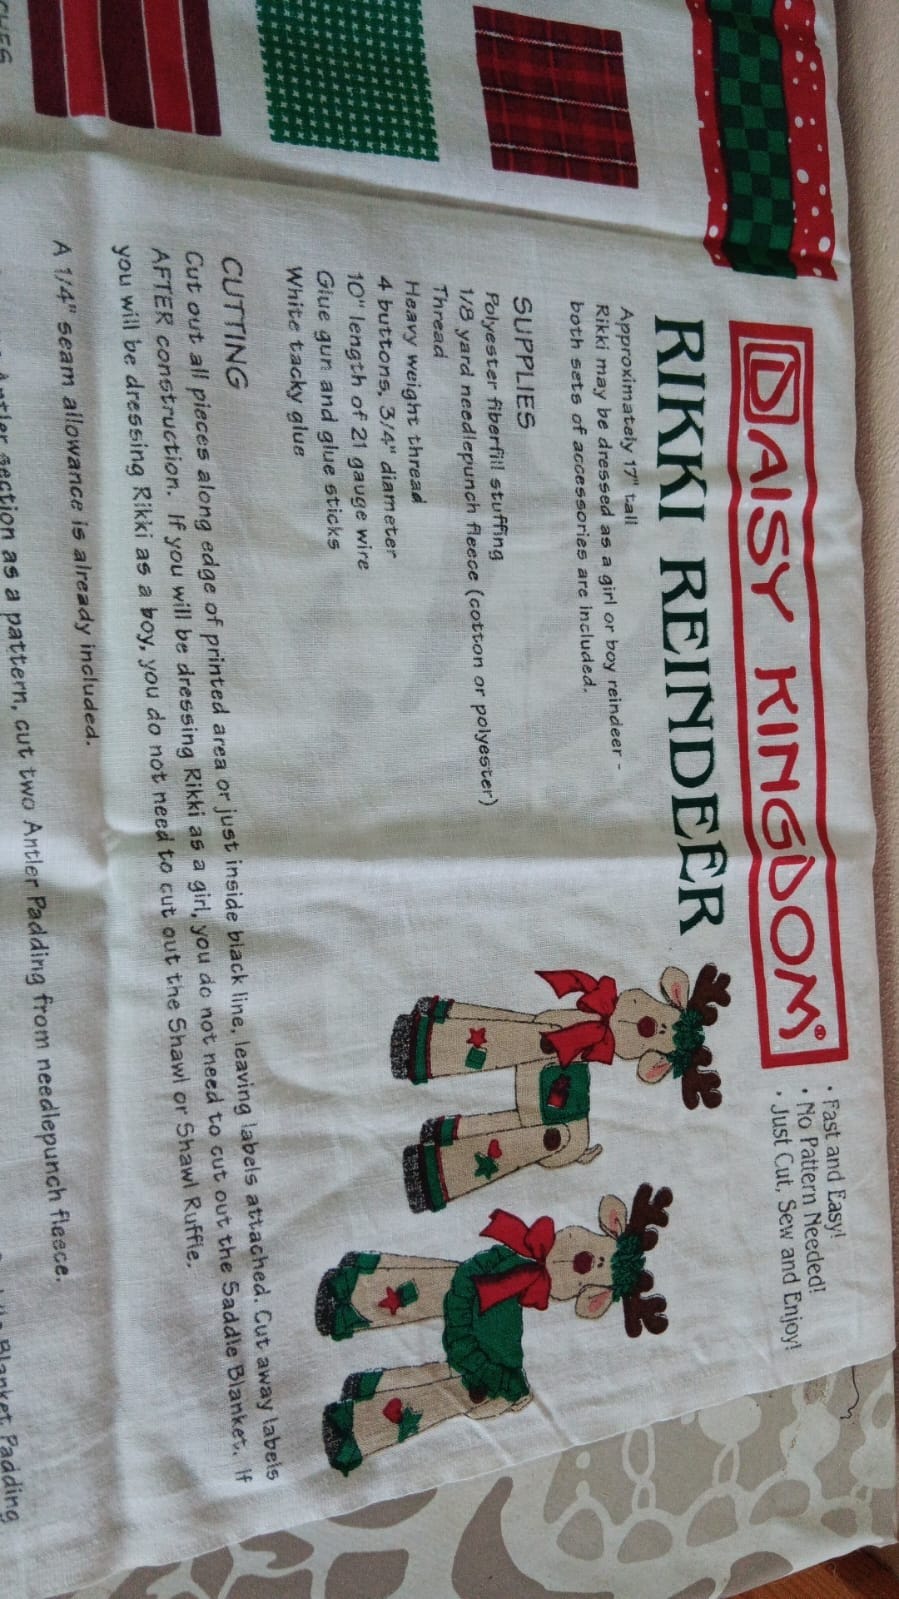 DAISY KINGDOM®
• Fast and Easy!
• No Pattern Needed!
• Just Cut, Sew and Enjoy!
RIKKI REINDEER
Approximately 17" tall
Rikki may be dressed as a girl or boy reindeer -
both sets of accessories are included.
SUPPLIES
Polyester fiberfill stuffing
1/8 yard needlepunch fleece (cotton or polyester)
Thread
Heavy weight thread
4 buttons, 3/4" diameter
10" length of 21 gauge wire
Glue gun and glue sticks
White tacky glue
CUTTING
Cut out all pieces along edge of printed area or just inside black line, leaving labels attached. Cut away labels
AFTER construction. If you will be dressing Rikki as a girl, you do not need to cut out the Saddle Blanket. If
you will be dressing Rikki as a boy, you do not need to cut out the Shawl or Shawl Ruffle.
A 1/4" seam allowance is already included.
section as a pattern, cut two Antler Padding from needlepunch fleece.
Blanket Padding